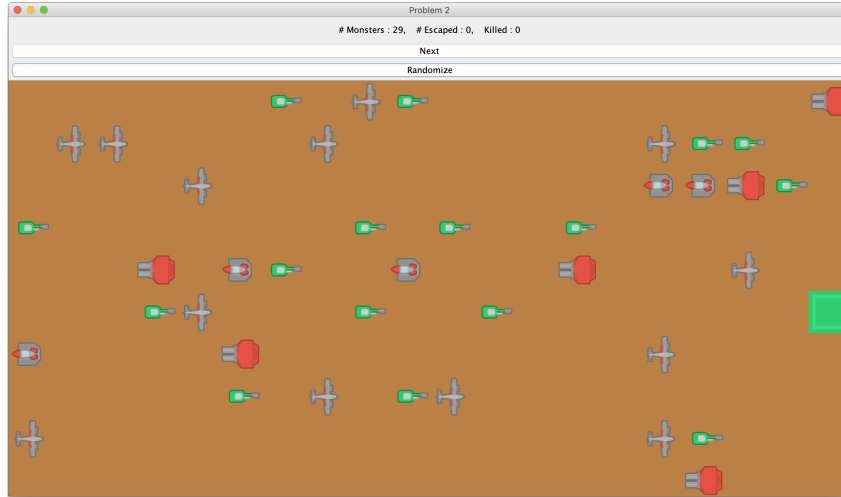 Problem 2
# Monsters : 29,    # Escaped : 0,    Killed : 0
Next
Randomize